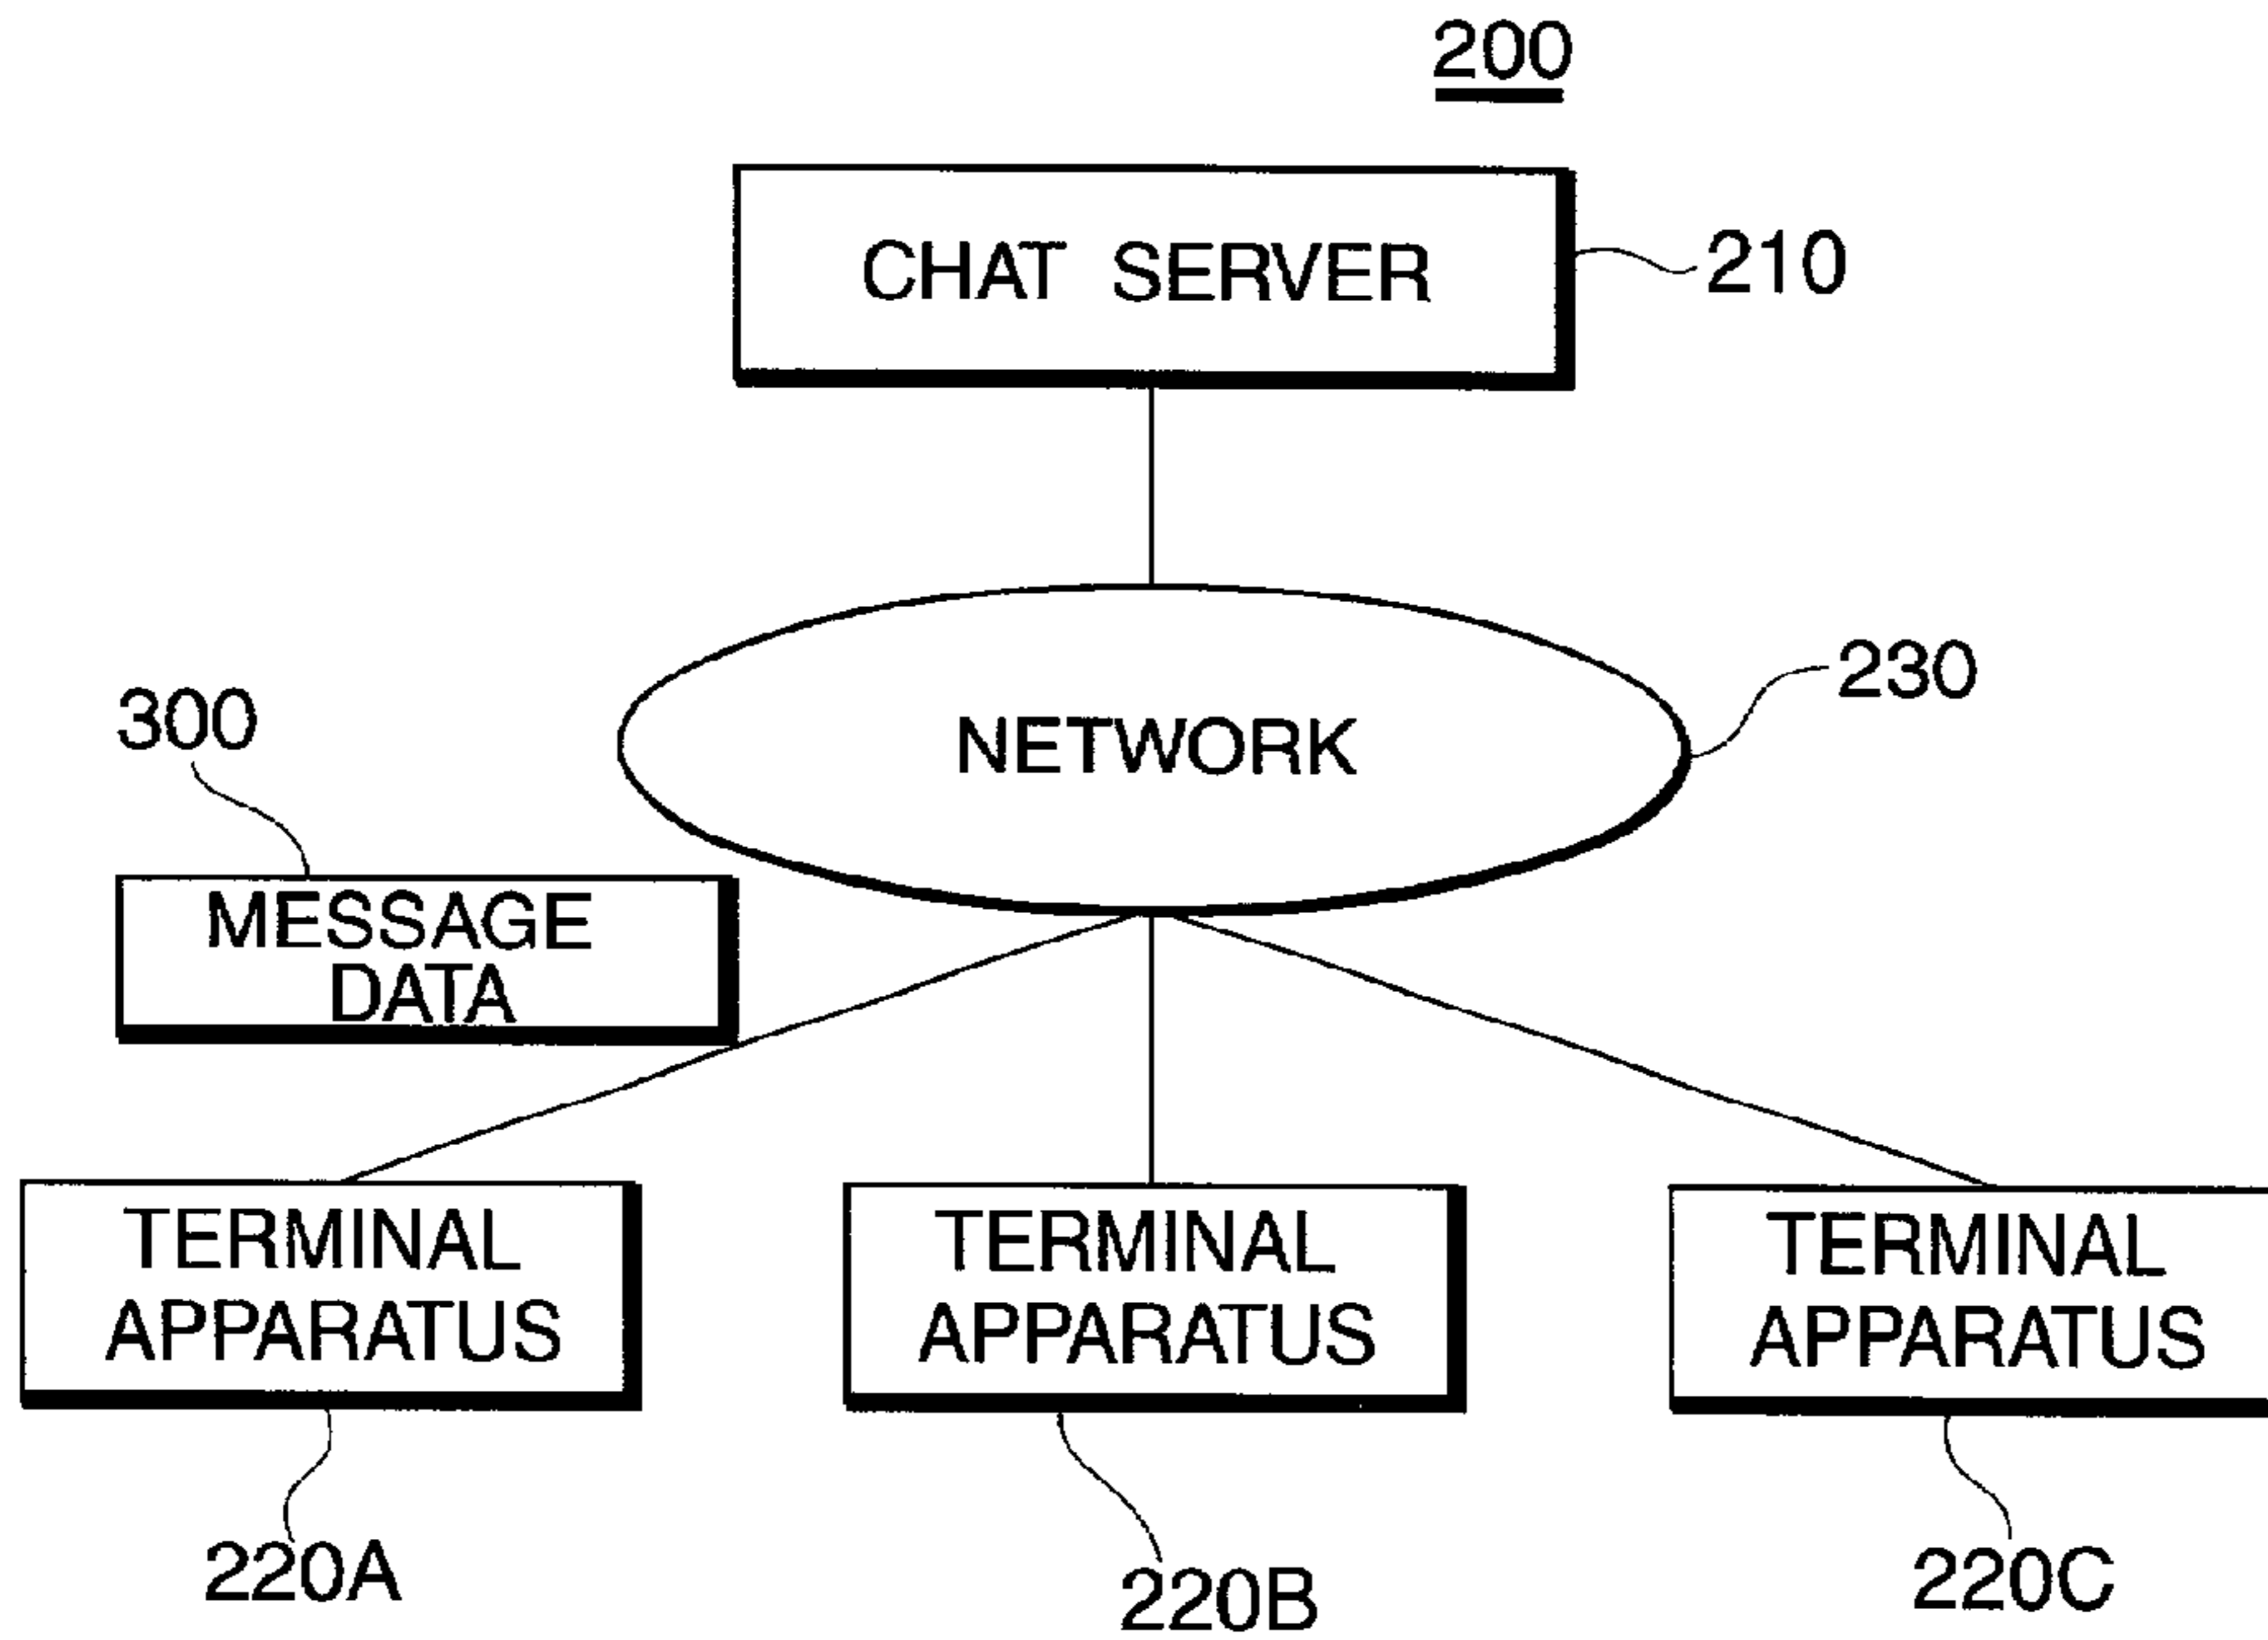 200
CHAT SERVER
210
NETWORK
230
300
MESSAGE
DATA
TERMINAL
APPARATUS
220A
TERMINAL
APPARATUS
220B
TERMINAL
APPARATUS
220C